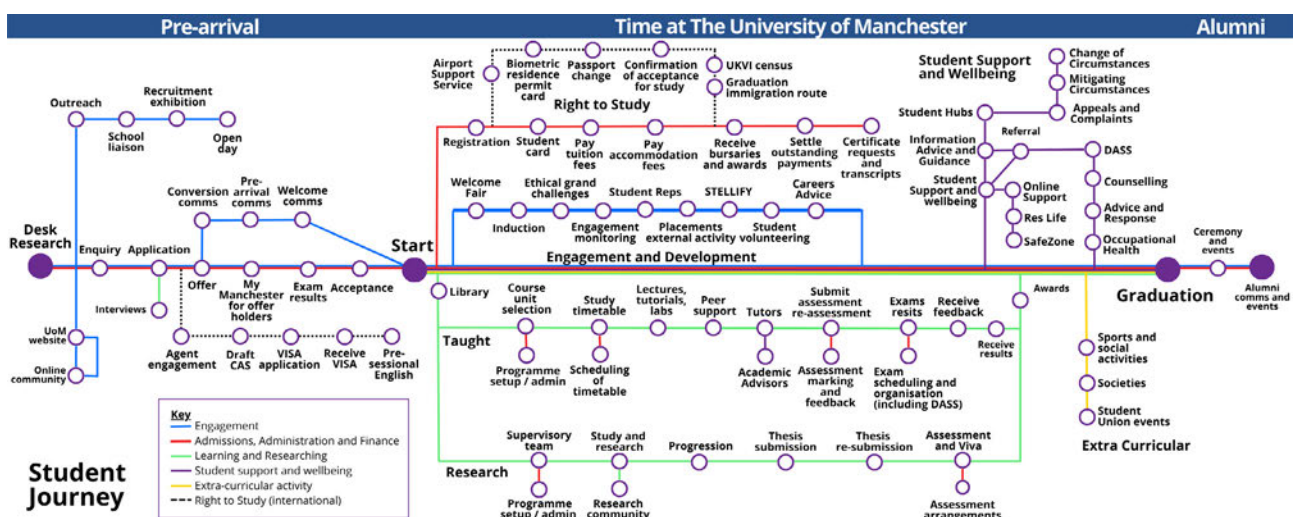 Pre-arrival
Time at The University of Manchester
Alumni
Outreach
School
liaison
Recruitment
exhibition
Open
day
Desk
Research
UoM
website
Online
community
Enquiry
Application
Interviews
Conversion
comms
Pre-
arrival
comms
Welcome
comms
Offer
My
Manchester
for offer
holders
Exam
results
Acceptance
Agent
engagement
Draft
CAS
VISA
application
Receive
VISA
Pre-
sessional
English
Start
Airport
Support
Service
Biometric
residence
permit
card
Passport
change
Confirmation
of acceptance
for study
UKVI census
Graduation
immigration route
Right to Study
Registration
Student
card
Pay
tuition
fees
Pay
accommodation
fees
Receive
bursaries
and awards
Settle
outstanding
payments
Certificate
requests
and
transcripts
Welcome
Fair
Induction
Ethical grand
challenges
Engagement
monitoring
Student Reps
Placements
external activity
STELLIFY
Student
volunteering
Careers
Advice
Engagement and Development
Student Support
and Wellbeing
Change of
Circumstances
Mitigating
Circumstances
Appeals and
Complaints
Student Hubs
Information
Advice and
Guidance
Referral
Student
Support and
wellbeing
Online
Support
Res Life
SafeZone
DASS
Counselling
Advice and
Response
Occupational
Health
Ceremony and
events
Graduation
Alumni
comms and
events
Library
Course
unit
selection
Programme
setup / admin
Study
timetable
Scheduling of
timetable
Lectures,
tutorials,
labs
Peer
support
Tutors
Academic
Advisors
Submit
assessment
re-assessment
Assessment
marking
and
feedback
Exams
resits
Exam
scheduling and
organisation
(including DASS)
Receive
feedback
Receive
results
Awards
Taught
Sports and
social
activities
Societies
Student
Union events
Extra Curricular
Supervisory
team
Programme
setup / admin
Study and
research
Research
community
Progression
Thesis
submission
Thesis
re-submission
Assessment
and Viva
Assessment
arrangements
Research
Key
Engagement
Admissions, Administration and Finance
Learning and Researching
Student support and wellbeing
Extra-curricular activity
Right to Study (international)
Student
Journey